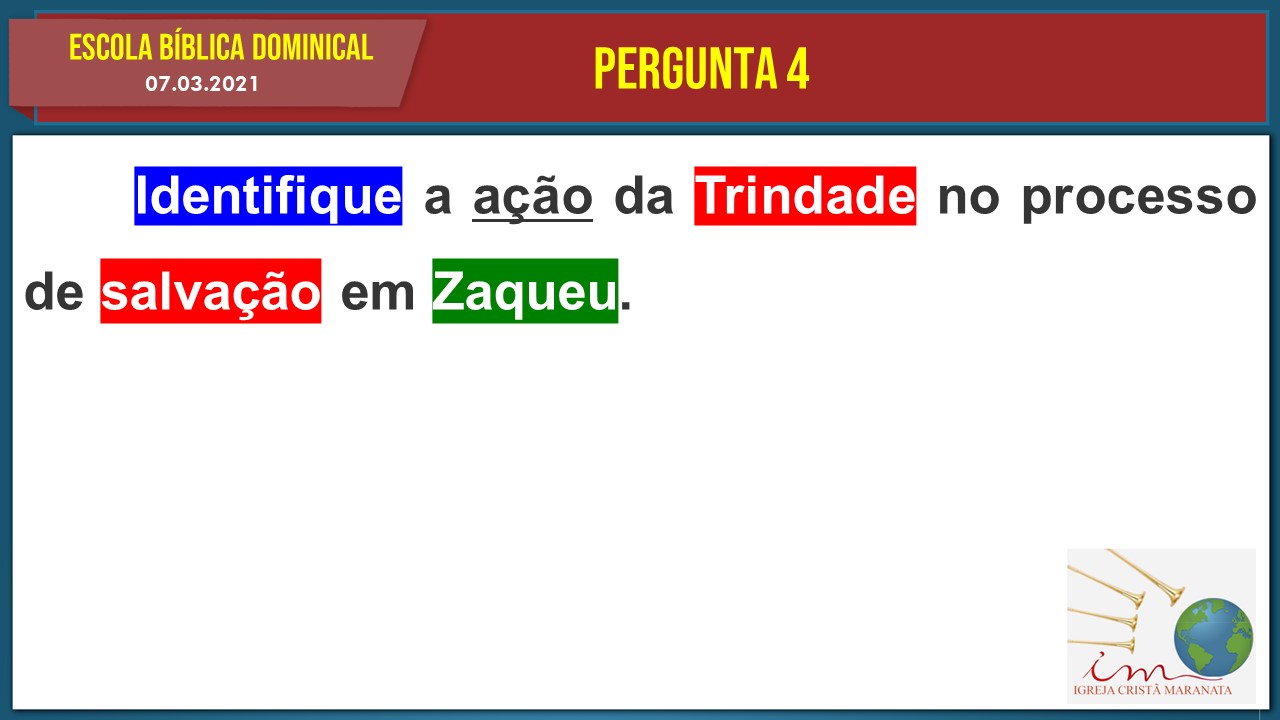 ESCOLA BÍBLICA DOMINICAL
07.03.2021
PERGUNTA 4
Identifique a ação da Trindade no processo
de salvação em Zaqueu.
im
IGREJA CRISTÃ MARANATA